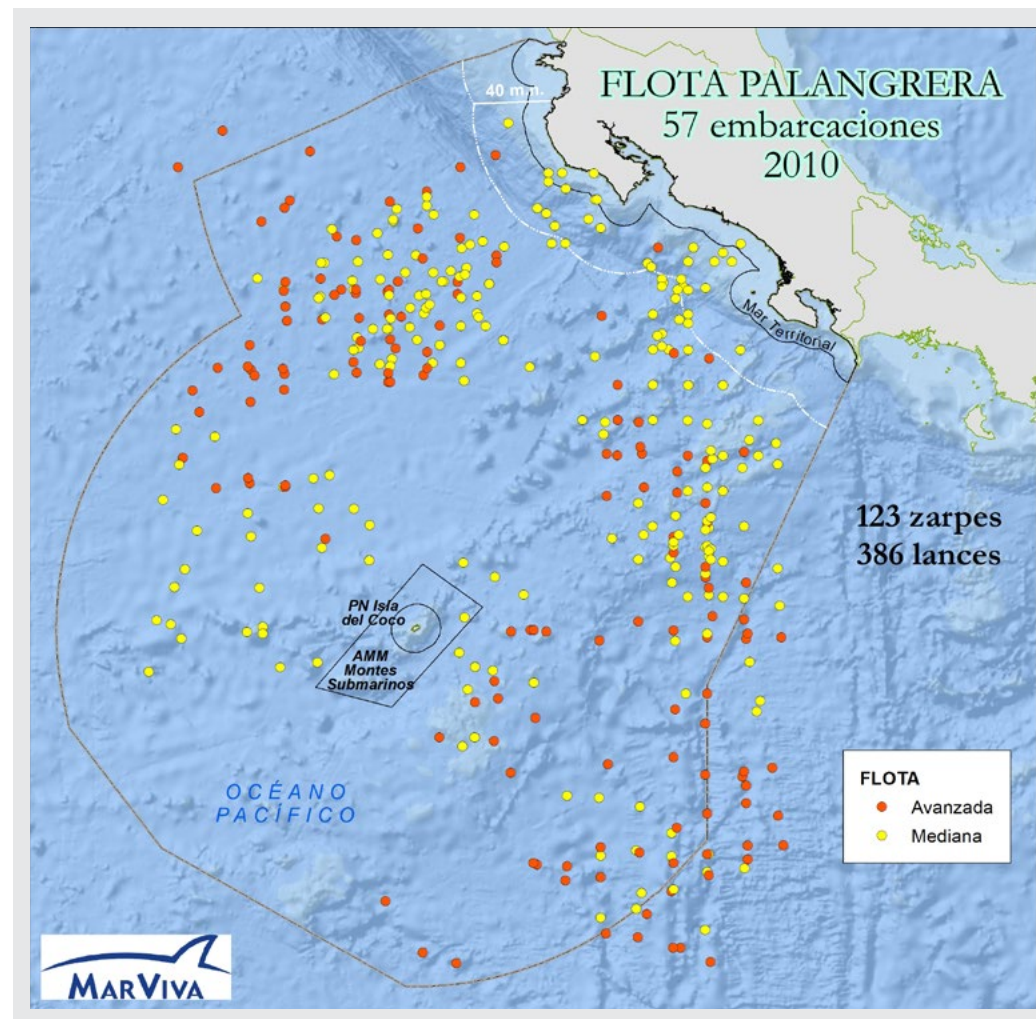 FLOTA PALANGRERA
57 embarcaciones
2010
40 m.n.
Mar Territorial
123 zarpes
386 lances
PN Isla
del Coco
AMM
Montes
Submarinos
OCÉANO
PACÍFICO
FLOTA
Avanzada
Mediana
MARVIVA